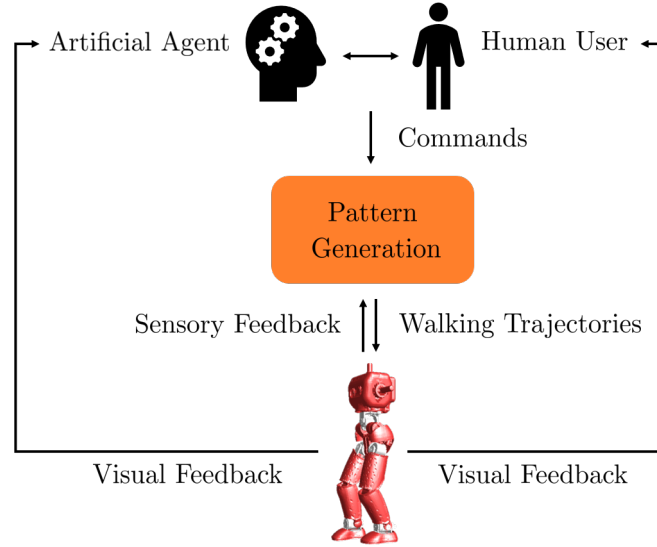 Artificial Agent
Human User
Commands
Pattern
Generation
Sensory Feedback
Walking Trajectories
Visual Feedback
Visual Feedback